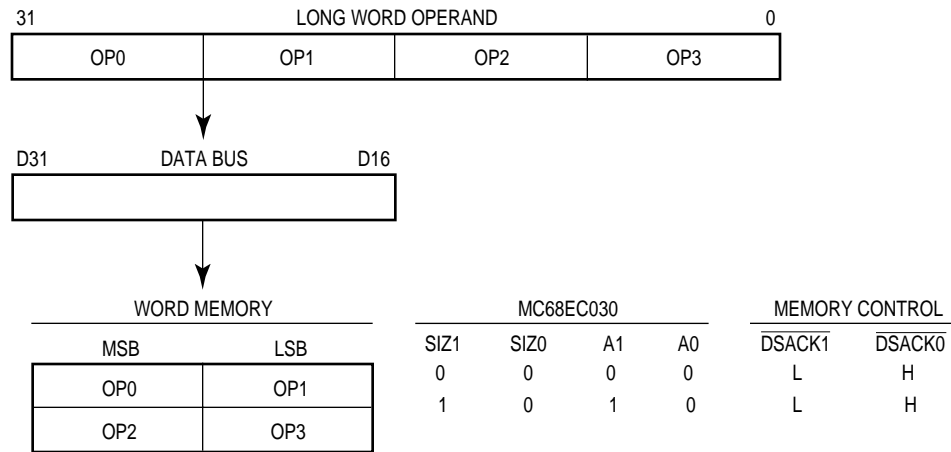 31 LONG WORD OPERAND 0
OP0 OP1 OP2 OP3
D31 DATA BUS D16
WORD MEMORY MC68EC030 MEMORY CONTROL
MSB LSB SIZ1 SIZ0 A1 A0 DSACK1 DSACK0
OP0 OP1 0 0 0 0 L H
OP2 OP3 1 0 1 0 L H